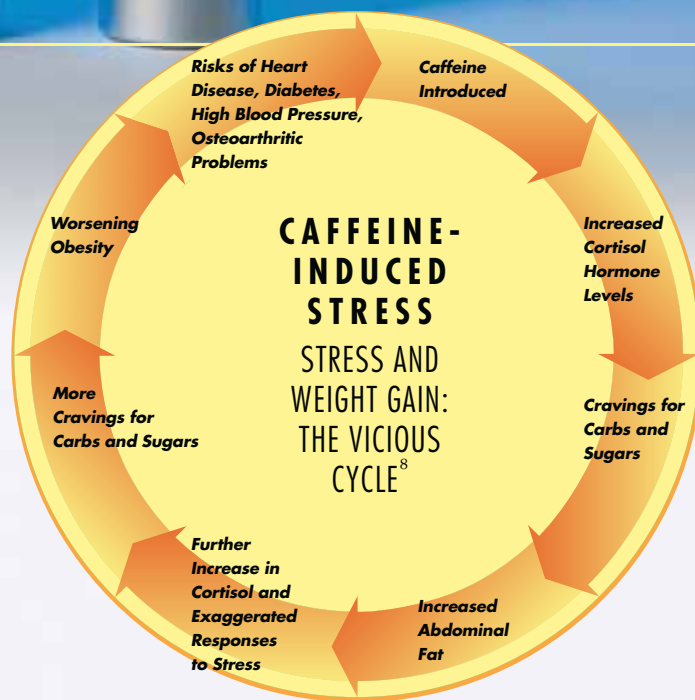 CAFFEINE-
INDUCED
STRESS
STRESS AND
WEIGHT GAIN:
THE VICIOUS
CYCLE8
Caffeine
Introduced
Increased
Cortisol
Hormone
Levels
Cravings for
Carbs and
Sugars
Increased
Abdominal
Fat
Further
Increase in
Cortisol and
Exaggerated
Responses
to Stress
More
Cravings for
Carbs and Sugars
Worsening
Obesity
Risks of Heart
Disease, Diabetes,
High Blood Pressure,
Osteoarthritic
Problems